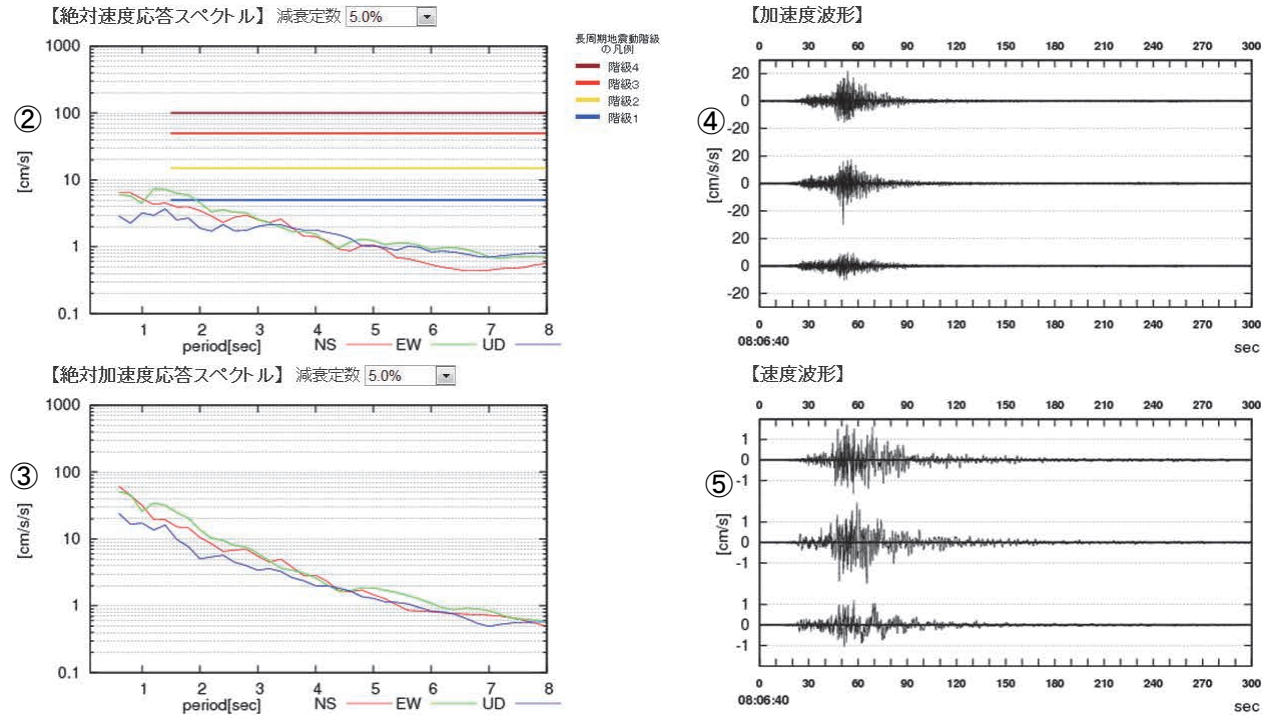 【絶対速度応答スペクトル】 減衰定数 5.0%
②
[cm/s]
1000
100
10
1
0.1
1 2 3 4 5 6 7 8
period[sec] NS EW UD
長周期地震動階級
の凡例
階級4
階級3
階級2
階級1
【加速度波形】
0 30 60 90 120 150 180 210 240 270 300
④
[cm/s/s]
20
0
-20
20
0
-20
20
0
-20
0 30 60 90 120 150 180 210 240 270 300
08:06:40
sec
【絶対加速度応答スペクトル】 減衰定数 5.0%
③
[cm/s/s]
1000
100
10
1
0.1
1 2 3 4 5 6 7 8
period[sec] NS EW UD
【速度波形】
0 30 60 90 120 150 180 210 240 270 300
⑤
[cm/s]
1
0
-1
1
0
-1
1
0
-1
0 30 60 90 120 150 180 210 240 270 300
08:06:40
sec